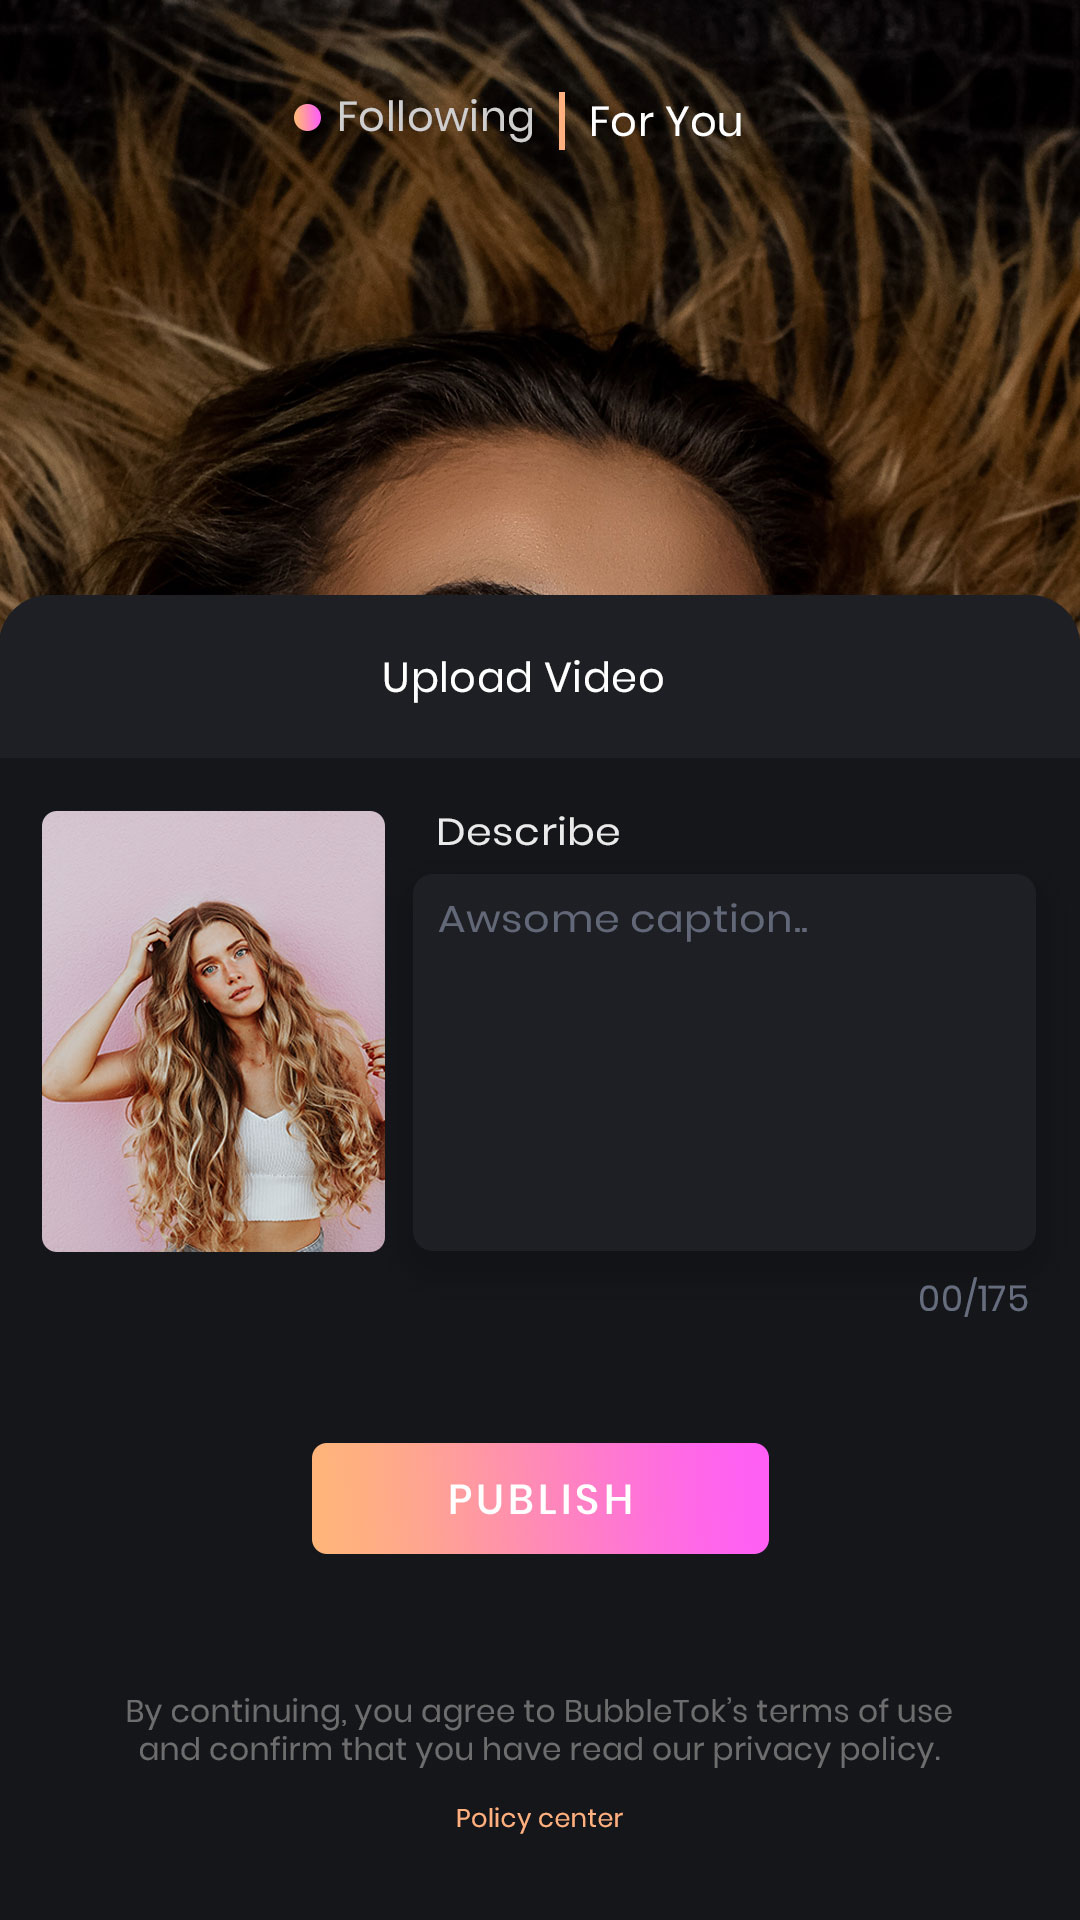 Following | For You
Upload Video
Describe
Awsome caption..
00/175
PUBLISH
By continuing, you agree to BubbleTok’s terms of use
and confirm that you have read our privacy policy.
Policy center